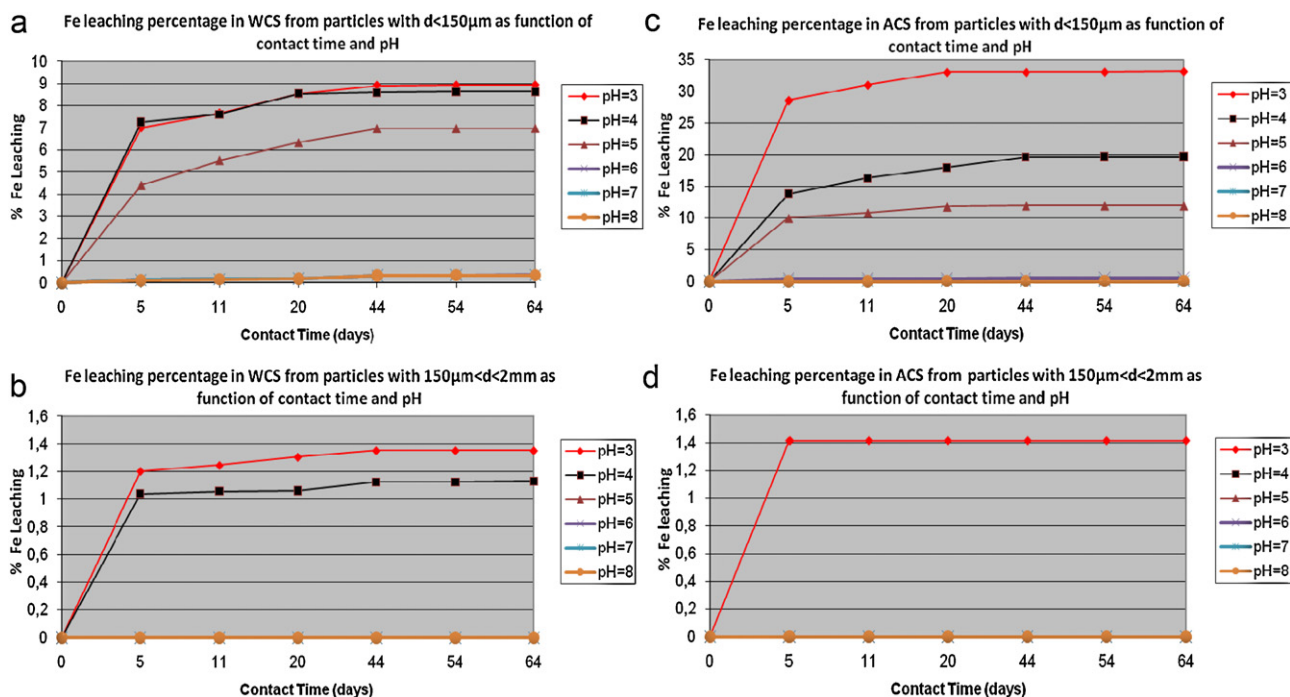 a
Fe leaching percentage in WCS from particles with d<150µm as function of
contact time and pH
% Fe Leaching
10
9
8
7
6
5
4
3
2
1
0
0 5 11 20 44 54 64
Contact Time (days)
pH=3
pH=4
pH=5
pH=6
pH=7
pH=8
c
Fe leaching percentage in ACS from particles with d<150µm as function of
contact time and pH
% Fe Leaching
35
30
25
20
15
10
5
0
0 5 11 20 44 54 64
Contact Time (days)
pH=3
pH=4
pH=5
pH=6
pH=7
pH=8
b
Fe leaching percentage in WCS from particles with 150µm<d<2mm as
function of contact time and pH
% Fe Leaching
1,6
1,4
1,2
1
0,8
0,6
0,4
0,2
0
0 5 11 20 44 54 64
Contact Time (days)
pH=3
pH=4
pH=5
pH=6
pH=7
pH=8
d
Fe leaching percentage in ACS from particles with 150µm<d<2mm as
function of contact time and pH
% Fe leaching
1,6
1,4
1,2
1
0,8
0,6
0,4
0,2
0
0 5 11 20 44 54 64
Contact Time (days)
pH=3
pH=4
pH=5
pH=6
pH=7
pH=8